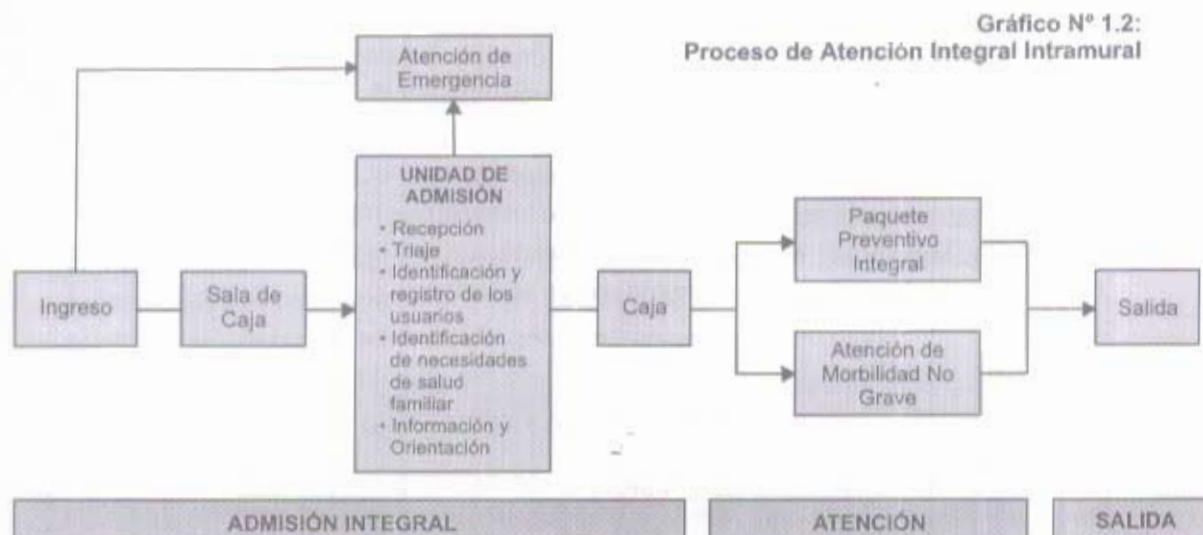 Gráfico Nº 1.2:
Proceso de Atención Integral Intramural
Atención de
Emergencia
UNIDAD DE
ADMISIÓN
• Recepción
• Triaje
• Identificación y
registro de los
usuarios
• Identificación
de necesidades
de salud
familiar
• Información y
Orientación
Ingreso
Sala de
Caja
Caja
Paquete
Preventivo
Integral
Atención de
Morbilidad No
Grave
Salida
ADMISIÓN INTEGRAL
ATENCIÓN
SALIDA